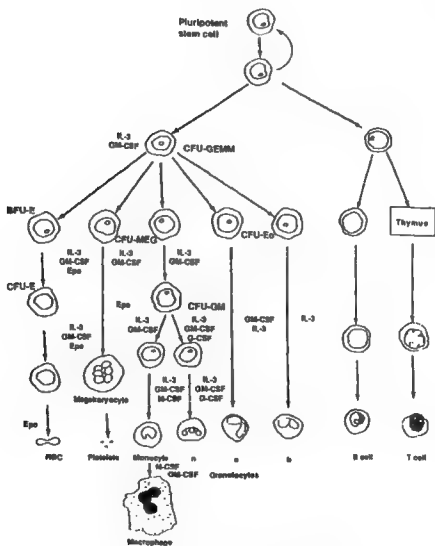 Pluripotent
stem cell
IL-3
GM-CSF
CFU-GEMM
BFU-E
CFU-MEG
CFU-Eo
Thymus
IL-3
GM-CSF
Epo
IL-3
GM-CSF
IL-3
GM-CSF
CFU-E
Epo
CFU-GM
GM-CSF
IL-3
IL-3
IL-3
GM-CSF
Epo
IL-3
GM-CSF
IL-3
GM-CSF
G-CSF
Megakaryocyte
IL-3
GM-CSF
M-CSF
IL-3
GM-CSF
G-CSF
Epo
RBC
Platelets
Monocyte
n
b
B cell
T cell
M-CSF
GM-CSF
Granulocytes
Macrophage